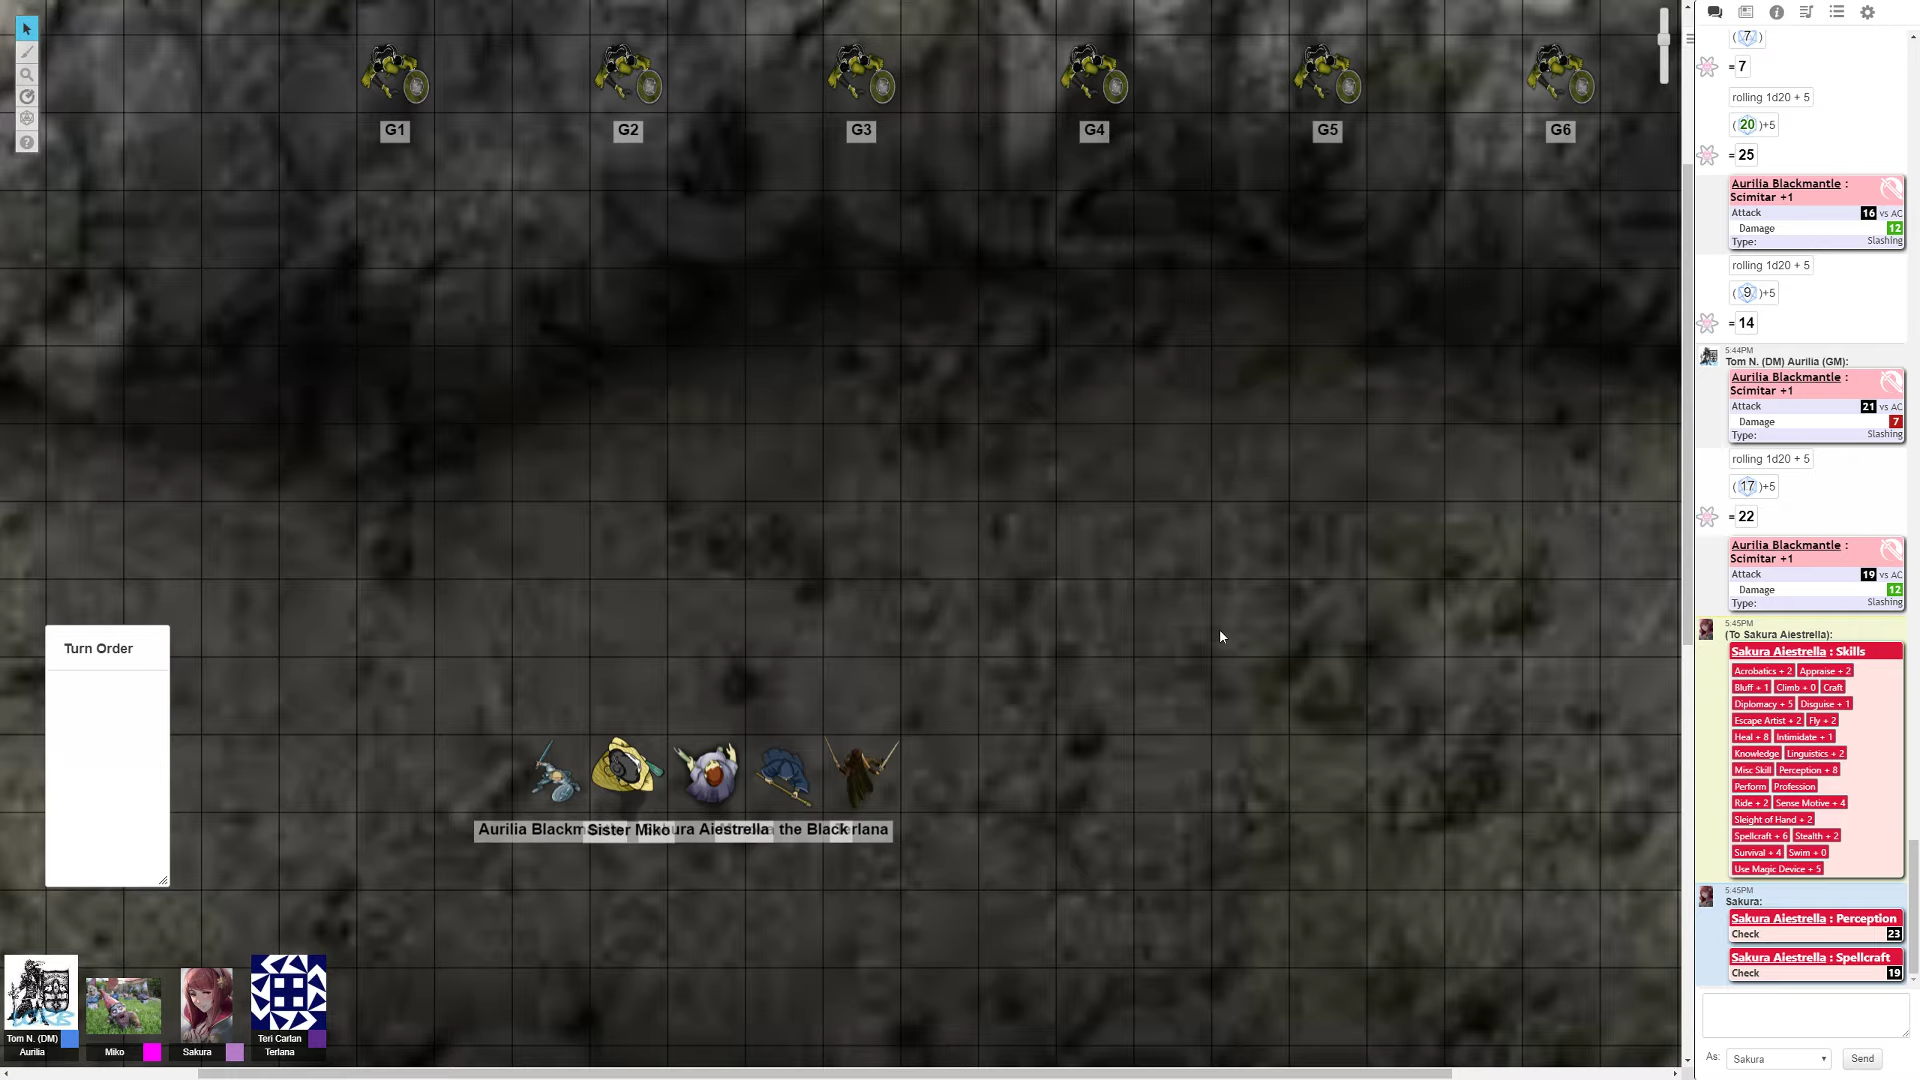 G1
G2
G3
G4
G5
G6
Turn Order
Aurilia Blackm
Sister Miko
ura Aiestrella
the Black
rlana
Tom N. (DM)
Aurilia
Miko
Sakura
Teri Carlan
Terlana
(7)
= 7
rolling 1d20 + 5
(20)+5
= 25
Aurilia Blackmantle :
Scimitar +1
Attack 16 vs AC
Damage 12
Type: Slashing
rolling 1d20 + 5
(9)+5
= 14
5:44PM
Tom N. (DM) Aurilia (GM):
Aurilia Blackmantle :
Scimitar +1
Attack 21 vs AC
Damage 7
Type: Slashing
rolling 1d20 + 5
(17)+5
= 22
Aurilia Blackmantle :
Scimitar +1
Attack 19 vs AC
Damage 12
Type: Slashing
5:45PM
(To Sakura Aiestrella):
Sakura Aiestrella : Skills
Acrobatics + 2 Appraise + 2
Bluff + 1 Climb + 0 Craft
Diplomacy + 5 Disguise + 1
Escape Artist + 2 Fly + 2
Heal + 8 Intimidate + 1
Knowledge Linguistics + 2
Misc Skill Perception + 8
Perform Profession
Ride + 2 Sense Motive + 4
Sleight of Hand + 2
Spellcraft + 6 Stealth + 2
Survival + 4 Swim + 0
Use Magic Device + 5
5:45PM
Sakura:
Sakura Aiestrella : Perception
Check 23
Sakura Aiestrella : Spellcraft
Check 19
As: Sakura Send